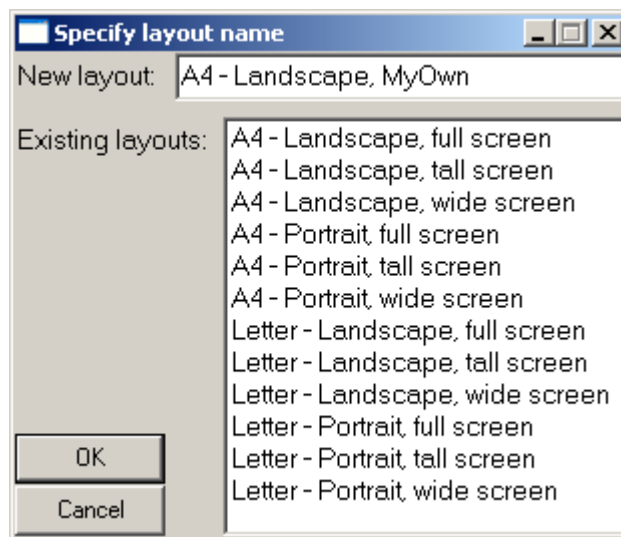 Specify layout name
New layout: A4 - Landscape, MyOwn
Existing layouts:
A4 - Landscape, full screen
A4 - Landscape, tall screen
A4 - Landscape, wide screen
A4 - Portrait, full screen
A4 - Portrait, tall screen
A4 - Portrait, wide screen
Letter - Landscape, full screen
Letter - Landscape, tall screen
Letter - Landscape, wide screen
Letter - Portrait, full screen
Letter - Portrait, tall screen
Letter - Portrait, wide screen
OK
Cancel